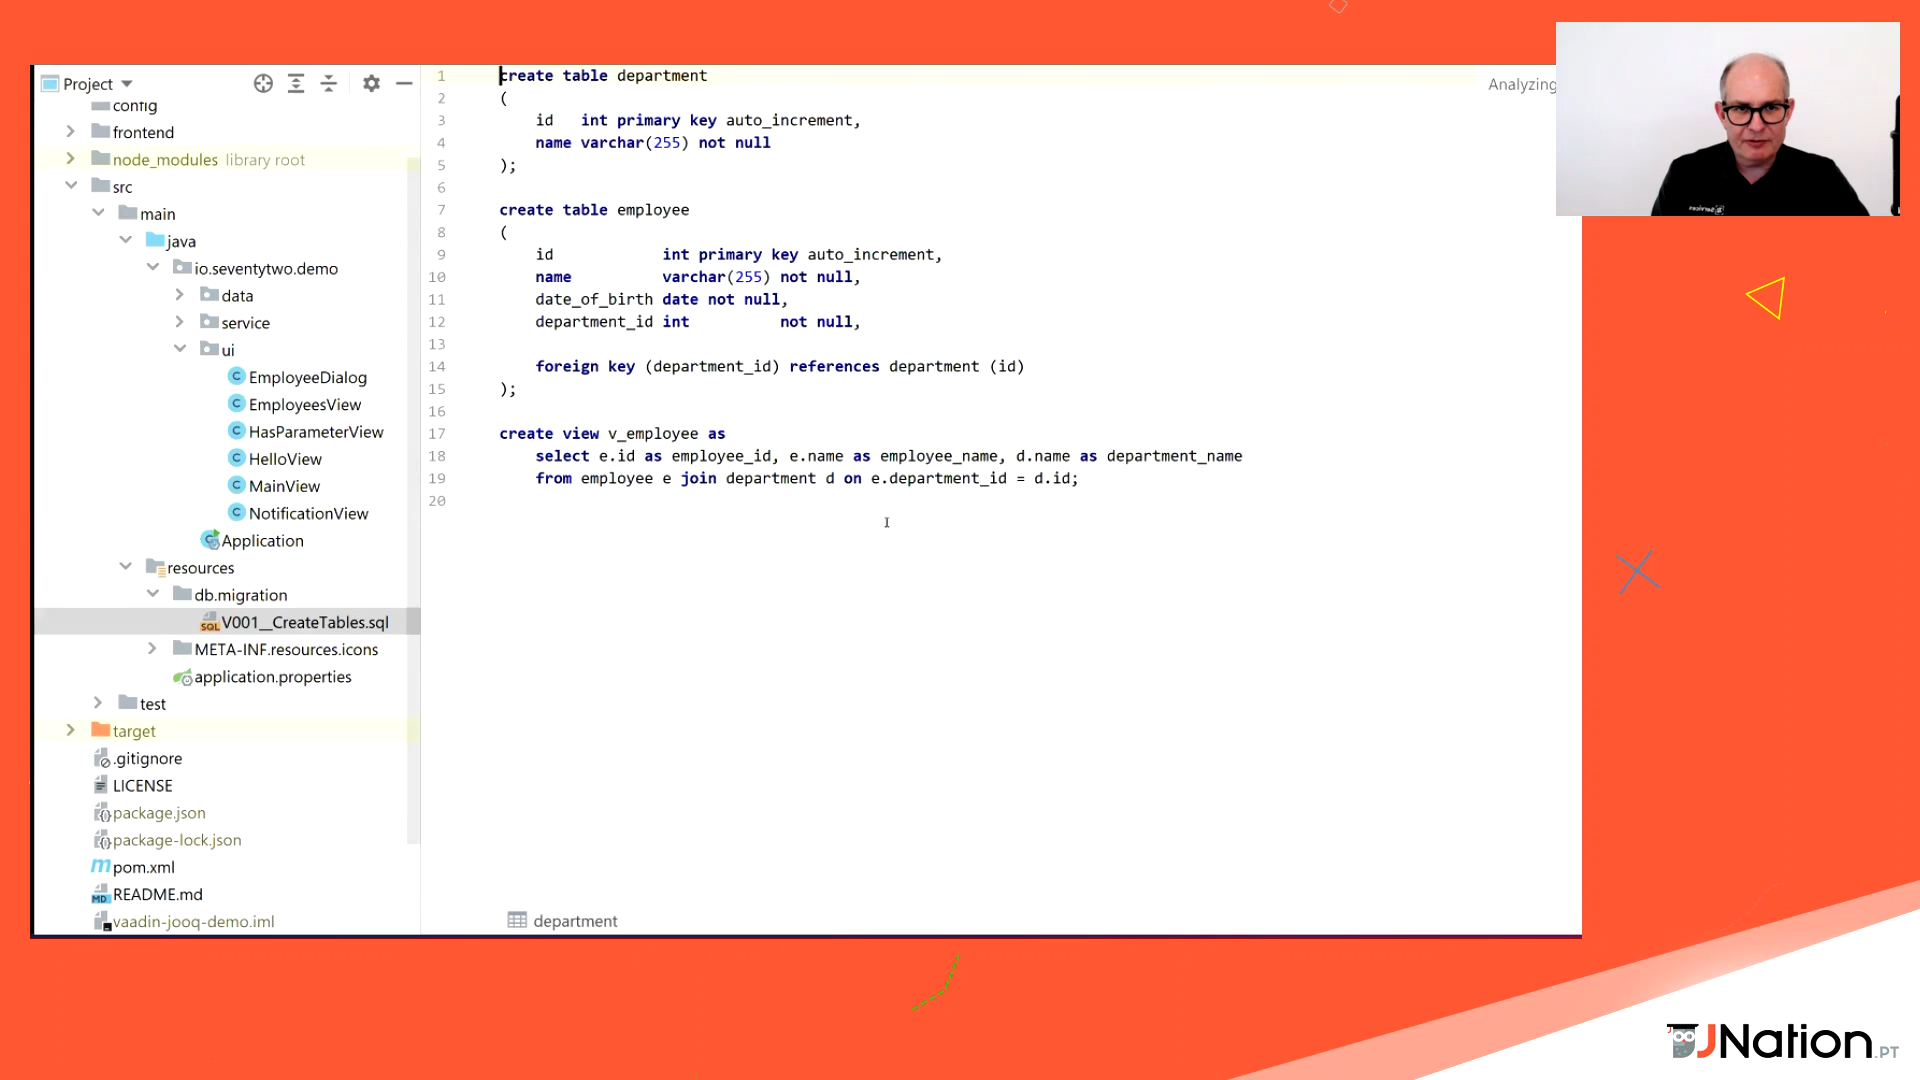 Project
config
frontend
node_modules library root
src
main
java
io.seventytwo.demo
data
service
ui
EmployeeDialog
EmployeesView
HasParameterView
HelloView
MainView
NotificationView
Application
resources
db.migration
V001__CreateTables.sql
META-INF.resources.icons
application.properties
test
target
.gitignore
LICENSE
package.json
package-lock.json
pom.xml
README.md
vaadin-jooq-demo.iml
1 create table department
2 (
3 id int primary key auto_increment,
4 name varchar(255) not null
5 );
6
7 create table employee
8 (
9 id int primary key auto_increment,
10 name varchar(255) not null,
11 date_of_birth date not null,
12 department_id int not null,
13
14 foreign key (department_id) references department (id)
15 );
16
17 create view v_employee as
18 select e.id as employee_id, e.name as employee_name, d.name as department_name
19 from employee e join department d on e.department_id = d.id;
20
department
Analyzing
JNation.PT